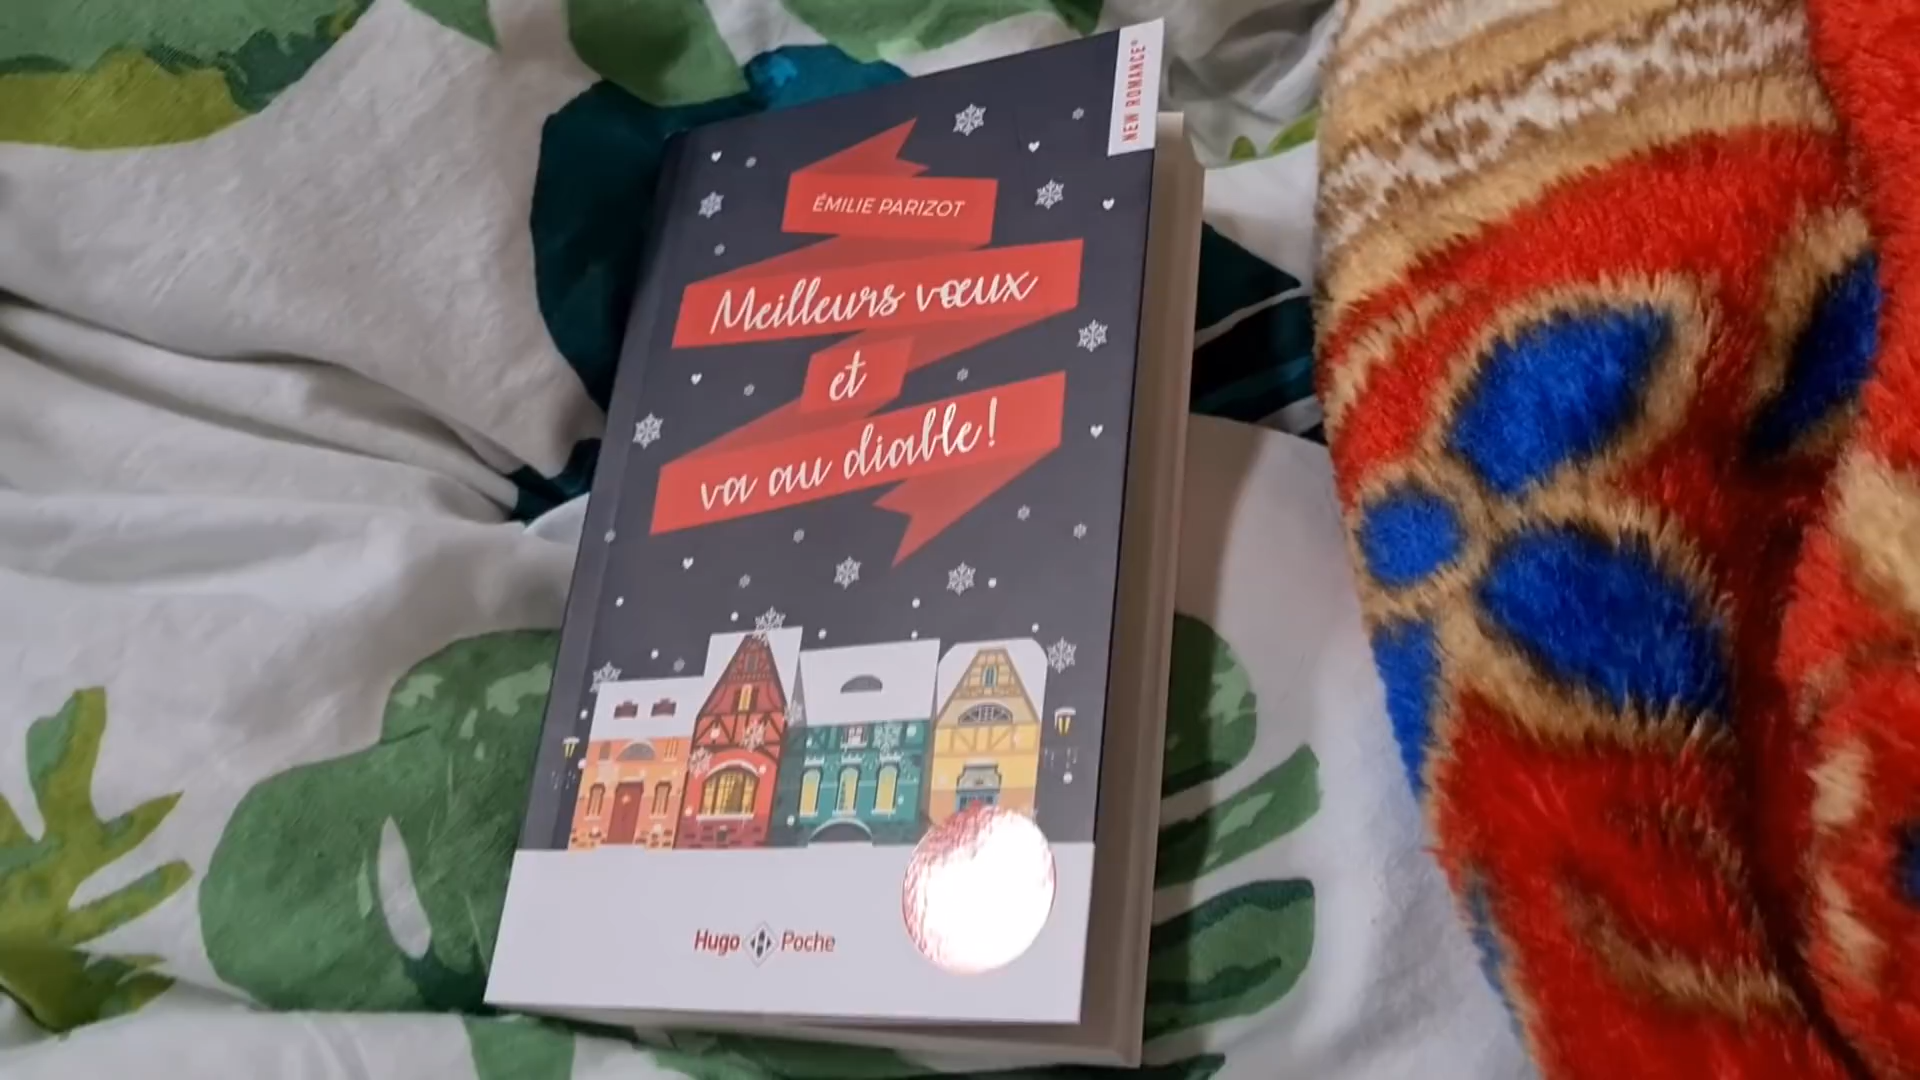 NEW ROMANCE®
ÉMILIE PARIZOT
Meilleurs vœux
et
va au diable!
Hugo Poche